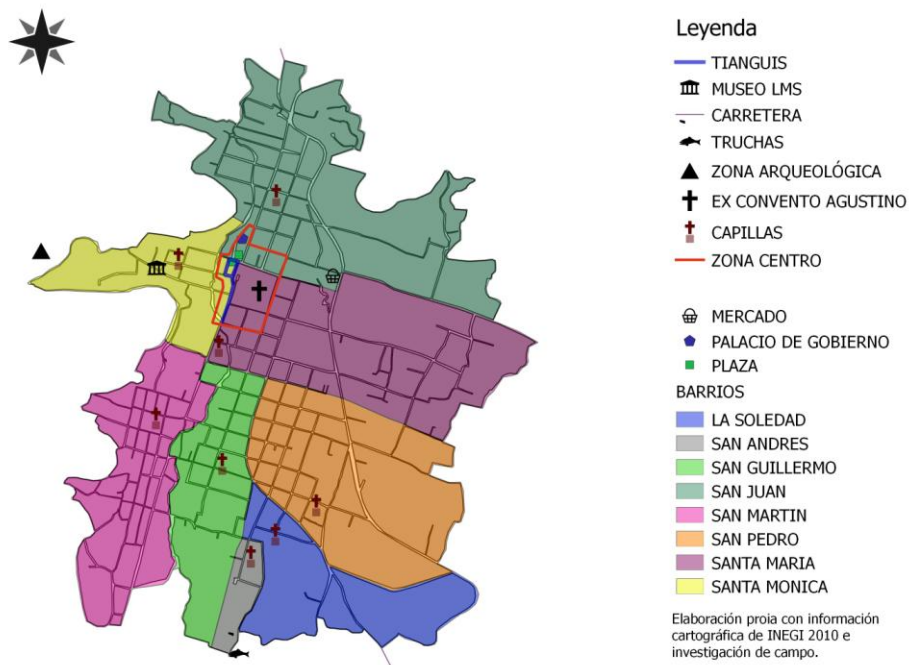 Leyenda
TIANGUIS
MUSEO LMS
CARRETERA
TRUCHAS
ZONA ARQUEOLÓGICA
EX CONVENTO AGUSTINO
CAPILLAS
ZONA CENTRO
MERCADO
PALACIO DE GOBIERNO
PLAZA
BARRIOS
LA SOLEDAD
SAN ANDRES
SAN GUILLERMO
SAN JUAN
SAN MARTIN
SAN PEDRO
SANTA MARIA
SANTA MONICA
Elaboración proia con información
cartográfica de INEGI 2010 e
investigación de campo.